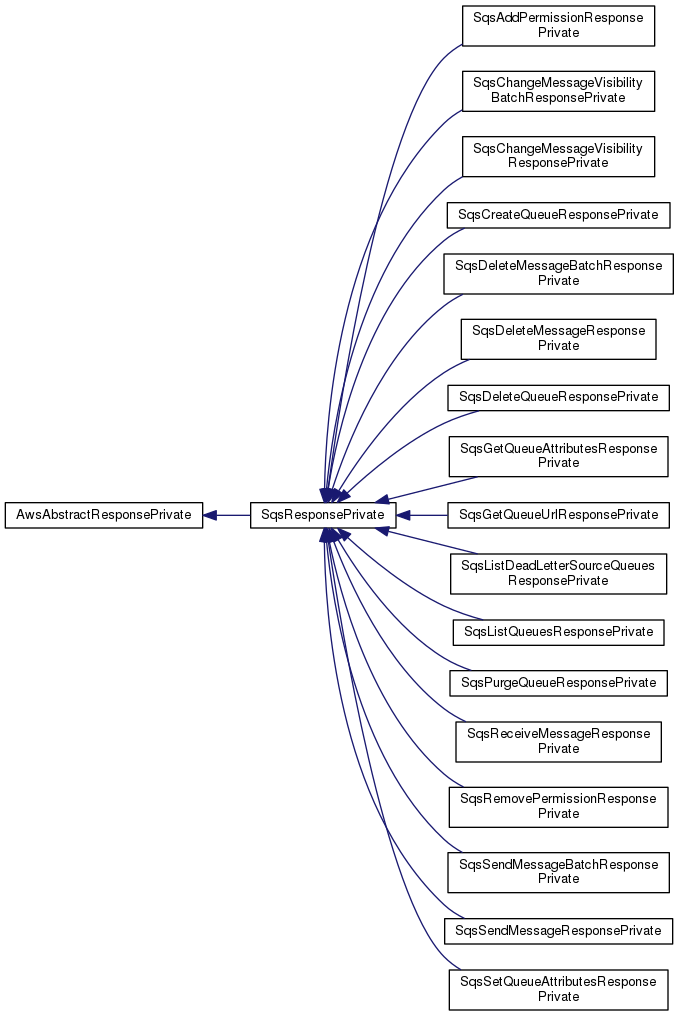 SqsAddPermissionResponse
Private
SqsChangeMessageVisibility
BatchResponsePrivate
SqsChangeMessageVisibility
ResponsePrivate
SqsCreateQueueResponsePrivate
SqsDeleteMessageBatchResponse
Private
SqsDeleteMessageResponse
Private
SqsDeleteQueueResponsePrivate
SqsGetQueueAttributesResponse
Private
AwsAbstractResponsePrivate
SqsResponsePrivate
SqsGetQueueUrlResponsePrivate
SqsListDeadLetterSourceQueues
ResponsePrivate
SqsListQueuesResponsePrivate
SqsPurgeQueueResponsePrivate
SqsReceiveMessageResponse
Private
SqsRemovePermissionResponse
Private
SqsSendMessageBatchResponse
Private
SqsSendMessageResponsePrivate
SqsSetQueueAttributesResponse
Private